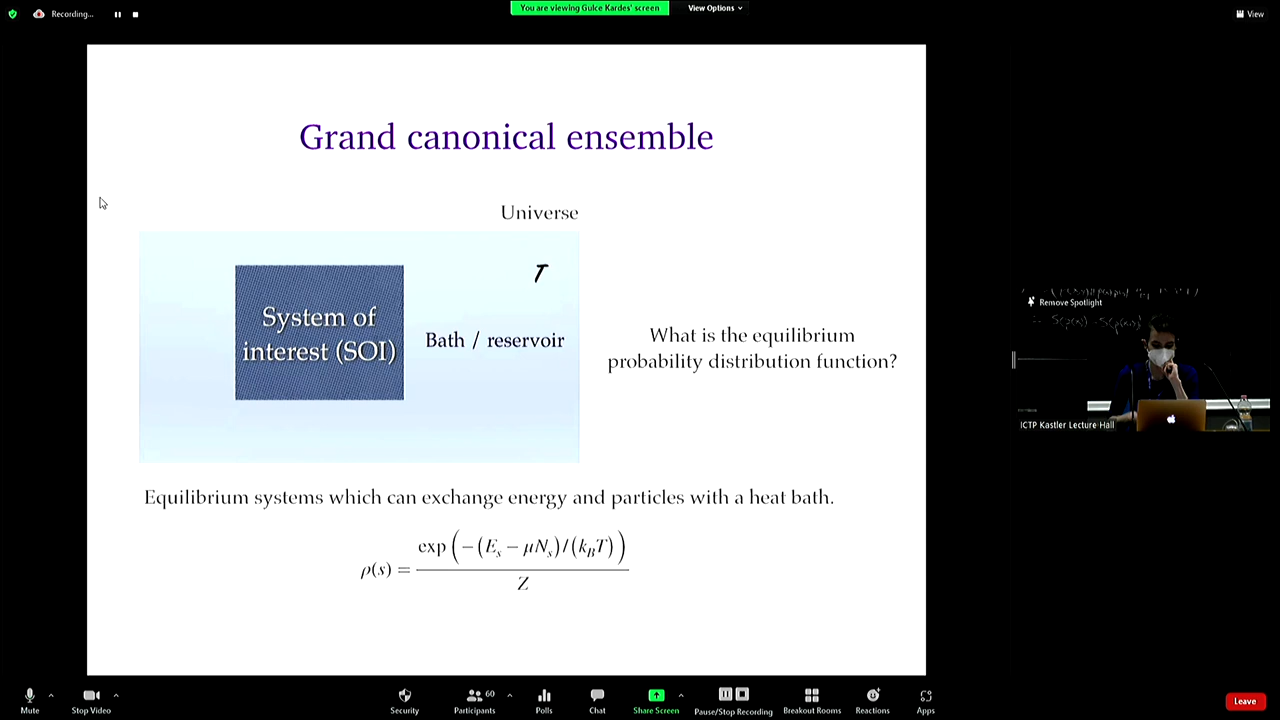 Recording...
You are viewing Gulce Kardes' screen
View Options
View
Grand canonical ensemble
Universe
T
System of
interest (SOI)
Bath / reservoir
What is the equilibrium
probability distribution function?
Equilibrium systems which can exchange energy and particles with a heat bath.
ρ(s) = exp(−(E_s − μN_s)/(k_BT)) / Z
Remove Spotlight
ICTP Kastler Lecture Hall
Mute
Stop Video
Security
Participants
60
Polls
Chat
Share Screen
Pause/Stop Recording
Breakout Rooms
Reactions
Apps
Leave